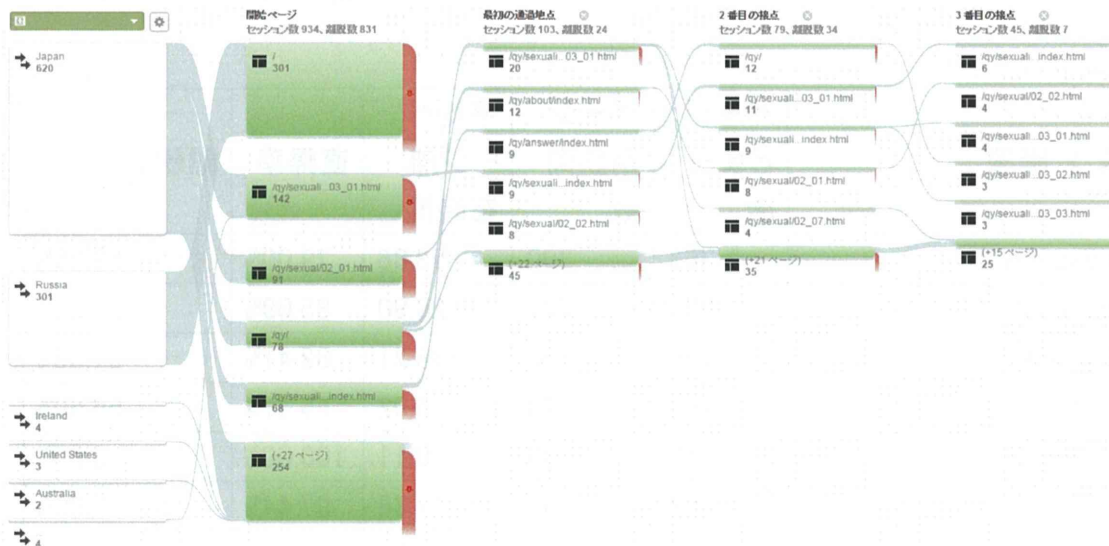 Japan
620
Russia
301
Ireland
4
United States
3
Australia
2
4
開始ページ
セッション数 934、離脱数 831
/
301
/qy/sexuali...03_01.html
142
/qy/sexual/02_01.html
91
/qy/
78
/qy/sexuali...index.html
68
(+27 ページ)
254
最初の通過地点
セッション数 103、離脱数 24
/qy/sexuali...03_01.html
20
/qy/about/index.html
12
/qy/answer/index.html
9
/qy/sexuali...index.html
9
/qy/sexual/02_02.html
8
(+22 ページ)
45
2 番目の接点
セッション数 79、離脱数 34
/qy/
12
/qy/sexuali...03_01.html
11
/qy/sexuali...index.html
9
/qy/sexual/02_01.html
8
/qy/sexual/02_07.html
4
(+21 ページ)
35
3 番目の接点
セッション数 45、離脱数 7
/qy/sexuali...index.html
6
/qy/sexual/02_02.html
4
/qy/sexuali...03_01.html
4
/qy/sexuali...03_02.html
3
/qy/sexuali...03_03.html
3
(+15 ページ)
25